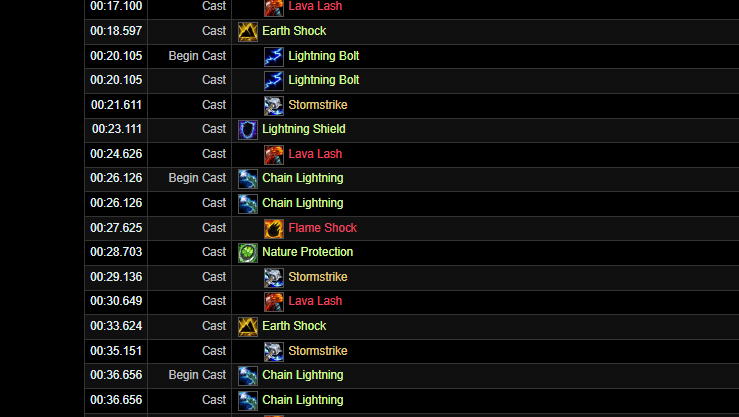 00:17.100 Cast Lava Lash
00:18.597 Cast Earth Shock
00:20.105 Begin Cast Lightning Bolt
00:20.105 Cast Lightning Bolt
00:21.611 Cast Stormstrike
00:23.111 Cast Lightning Shield
00:24.626 Cast Lava Lash
00:26.126 Begin Cast Chain Lightning
00:26.126 Cast Chain Lightning
00:27.625 Cast Flame Shock
00:28.703 Cast Nature Protection
00:29.136 Cast Stormstrike
00:30.649 Cast Lava Lash
00:33.624 Cast Earth Shock
00:35.151 Cast Stormstrike
00:36.656 Begin Cast Chain Lightning
00:36.656 Cast Chain Lightning